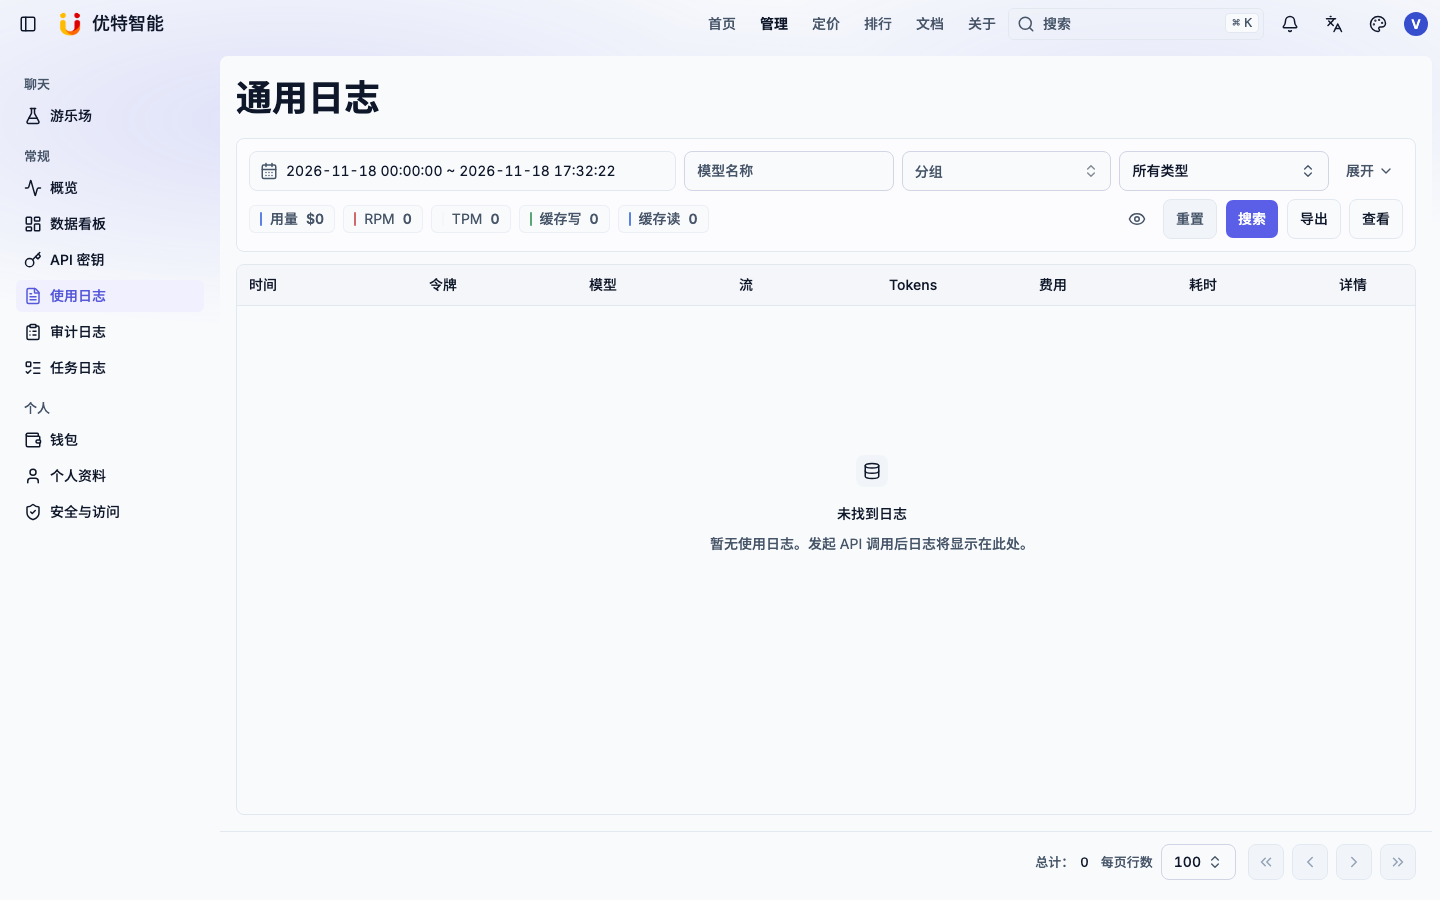 优特智能
首页 管理 定价 排行 文档 关于 搜索 ⌘ K V
聊天
游乐场
常规
概览
数据看板
API 密钥
使用日志
审计日志
任务日志
个人
钱包
个人资料
安全与访问
通用日志
2026-11-18 00:00:00 ~ 2026-11-18 17:32:22 模型名称 分组 所有类型 展开
用量 $0 RPM 0 TPM 0 缓存写 0 缓存读 0 重置 搜索 导出 查看
时间 令牌 模型 流 Tokens 费用 耗时 详情
未找到日志
暂无使用日志。发起 API 调用后日志将显示在此处。
总计： 0 每页行数 100